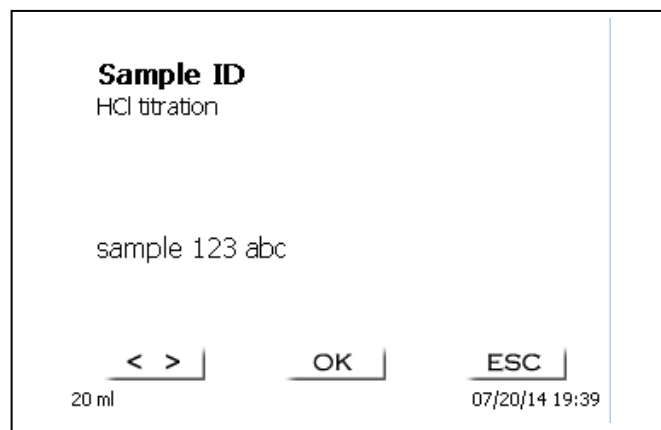 Sample ID
HCl titration
sample 123 abc
< > OK ESC
20 ml 07/20/14 19:39